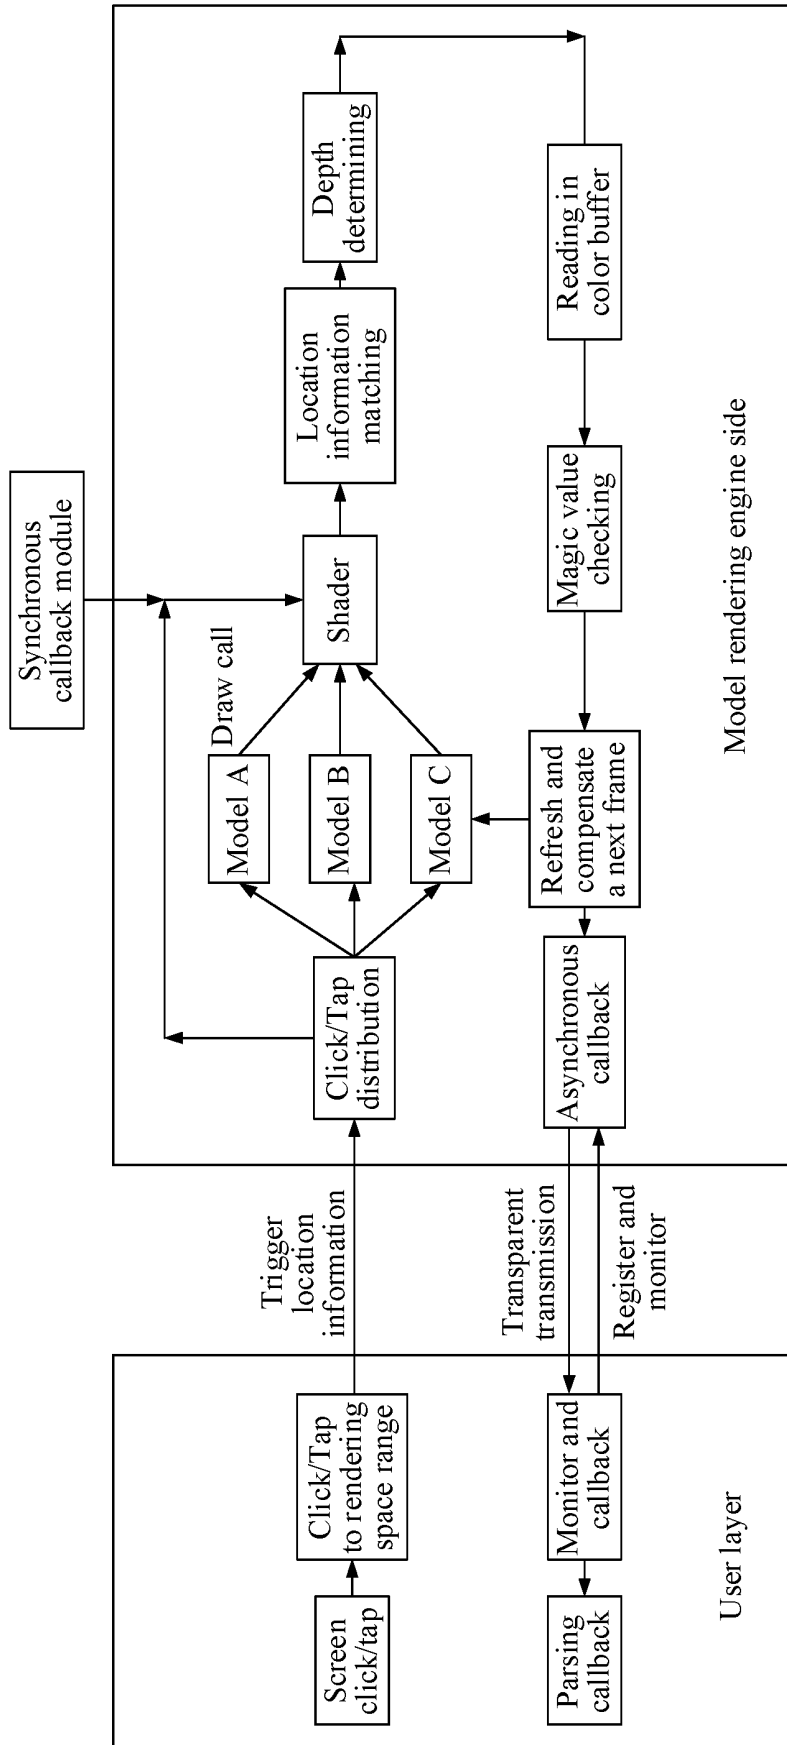 Synchronous
callback module
Screen
click/tap
Click/Tap
to rendering
space range
Trigger
location
information
Click/Tap
distribution
Model A
Model B
Model C
Draw call
Shader
Location
information
matching
Depth
determining
Parsing
callback
Monitor and
callback
Transparent
transmission
Register and
monitor
Asynchronous
callback
Refresh and
compensate
a next frame
Magic value
checking
Reading in
color buffer
User layer
Model rendering engine side